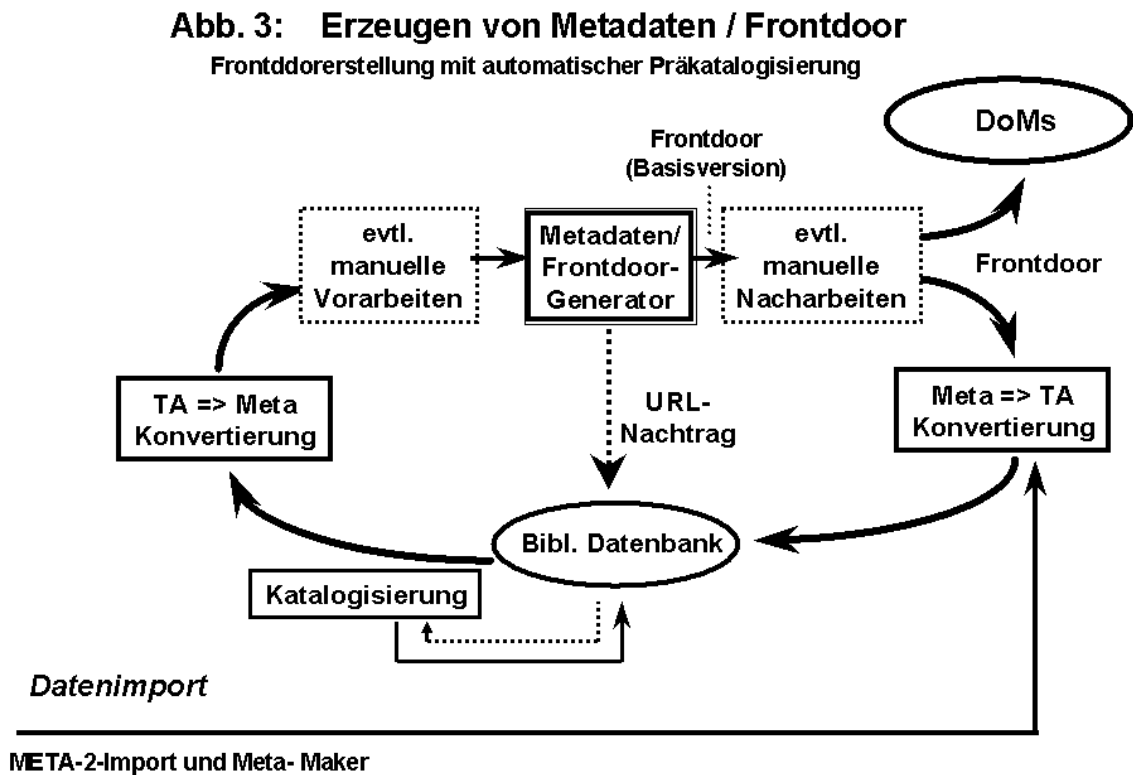 Abb. 3: Erzeugen von Metadaten / Frontdoor
Frontddorerstellung mit automatischer Präkatalogisierung
DoMs
Frontdoor
(Basisversion)
evtl.
manuelle
Vorarbeiten
Metadaten/
Frontdoor-
Generator
evtl.
manuelle
Nacharbeiten
Frontdoor
TA => Meta
Konvertierung
URL-
Nachtrag
Meta => TA
Konvertierung
Bibl. Datenbank
Katalogisierung
Datenimport
META-2-Import und Meta- Maker